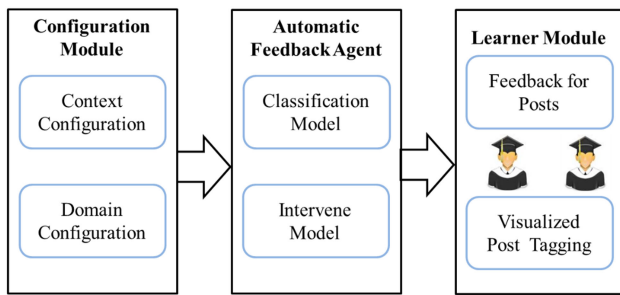 Configuration
Module
Context
Configuration
Domain
Configuration
Automatic
Feedback Agent
Classification
Model
Intervene
Model
Learner Module
Feedback for
Posts
Visualized
Post Tagging